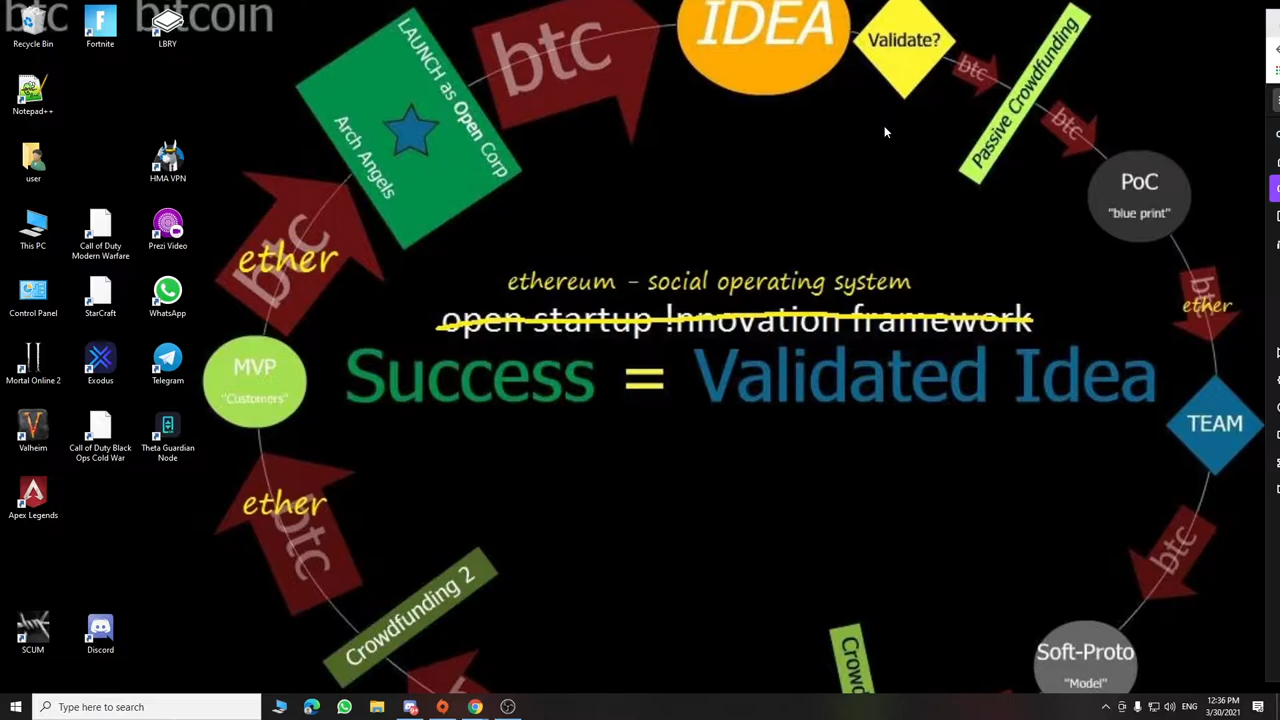 btc bitcoin
Recycle Bin
Fortnite
LBRY
Notepad++
user
HMA VPN
This PC
Call of Duty
Modern Warfare
Prezi Video
Control Panel
StarCraft
WhatsApp
Mortal Online 2
Exodus
Telegram
Valheim
Call of Duty Black
Ops Cold War
Theta Guardian
Node
Apex Legends
SCUM
Discord
LAUNCH as Open Corp
Arch Angels
btc
IDEA
Validate?
btc
Passive Crowdfunding
btc
PoC
"blue print"
btc
ether
btc
ether
ethereum - social operating system
open startup !nnovation framework
Success = Validated Idea
MVP
"Customers"
TEAM
btc
ether
btc
Crowdfunding 2
Soft-Proto
"Model"
Type here to search
ENG
12:36 PM
3/30/2021